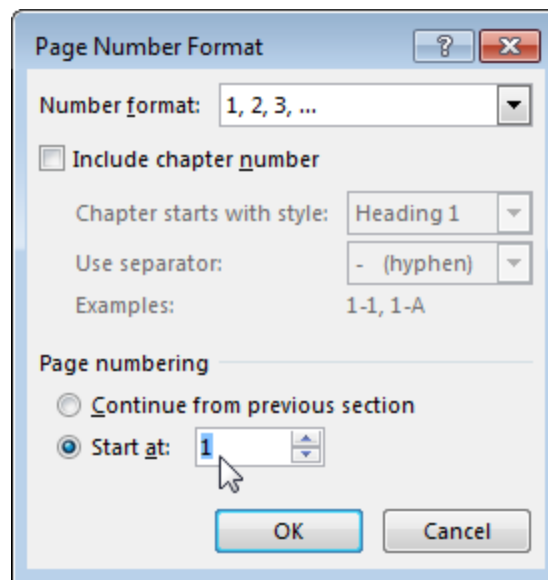 Page Number Format
Number format: 1, 2, 3, ...
Include chapter number
Chapter starts with style: Heading 1
Use separator: - (hyphen)
Examples: 1-1, 1-A
Page numbering
Continue from previous section
Start at: 1
OK Cancel